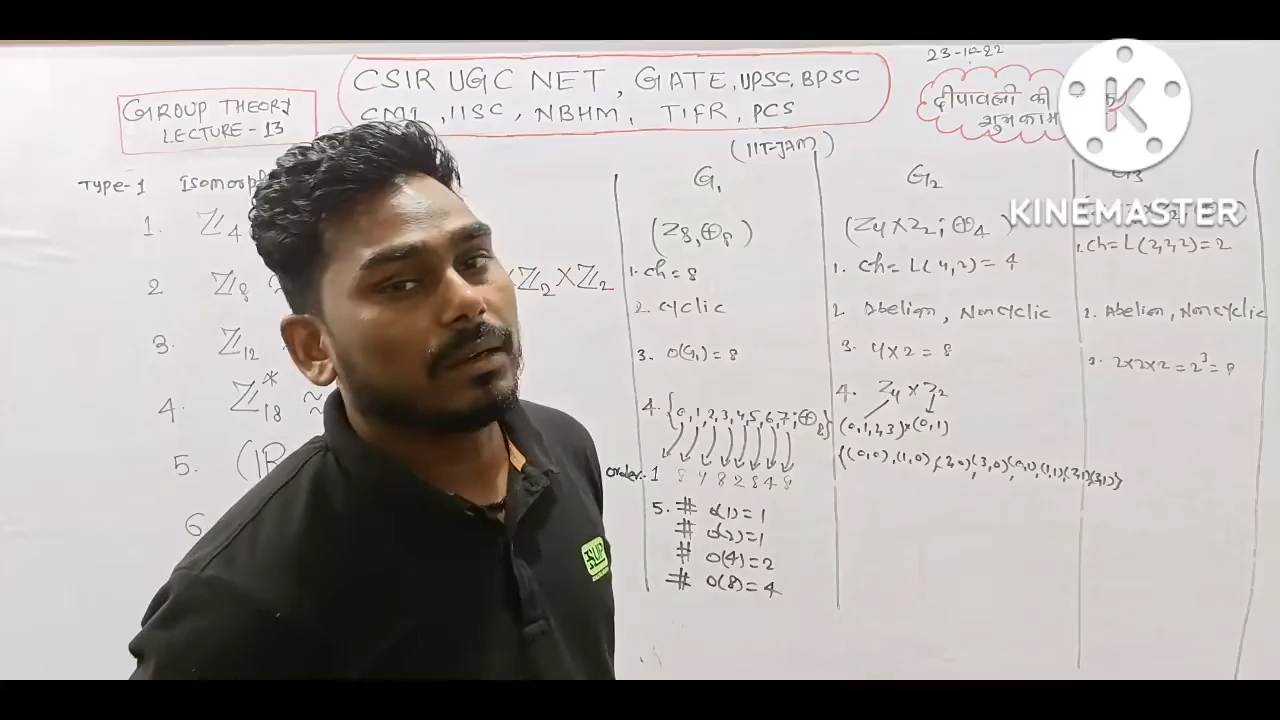 23-10-22
GROUP THEORY
LECTURE - 13
CSIR UGC NET, GATE, UPSC, BPSC
CMI, IISC, NBHM, TIFR, PCS
(IIT-JAM)
दीपावली की
शुभकाम
KINEMASTER
TYPE-1 Isomorph
1. Z₄
2 Z₈
×Z₂×Z₂
3. Z₁₂
4. Z*₁₈ ≈
5. (IR
6
G₁
(Z₈, ⊕₈)
1. ch = 8
2. cyclic
3. O(G₁) = 8
4. {0,1,2,3,4,5,6,7; ⊕₈}
order:- 1 8 4 8 2 8 4 8
5. # O(1) = 1
# O(2) = 1
# O(4) = 2
# O(8) = 4
G₂
(Z₄×Z₂; ⊕₄)
1. ch = L(4,2) = 4
2 Abelian, Noncyclic
3. 4×2 = 8
4. Z₄ × Z₂
(0,1,2,3)×(0,1)
{(0,0),(1,0),(2,0)(3,0)(0,1),(1,1)(2,1)(3,1)}
G₃
1. ch = L(2,2,2) = 2
2. Abelian, Noncyclic
3. 2×2×2 = 2³ = 8
SUP